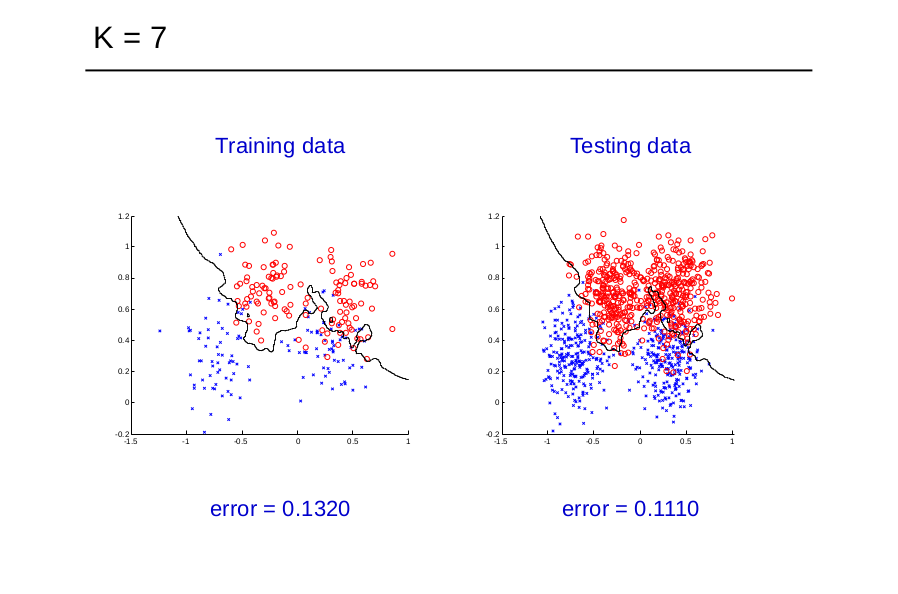 K = 7
Training data
Testing data
1.2
1
0.8
0.6
0.4
0.2
0
-0.2
-1.5 -1 -0.5 0 0.5 1
1.2
1
0.8
0.6
0.4
0.2
0
-0.2
-1.5 -1 -0.5 0 0.5 1
error = 0.1320
error = 0.1110